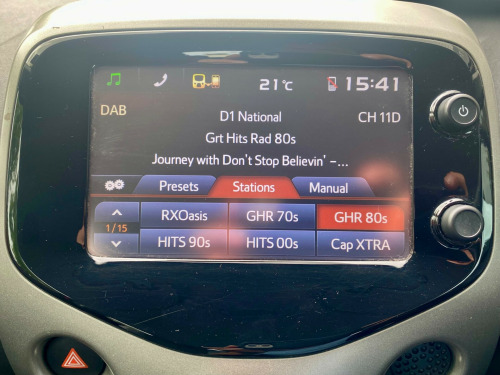 21°C 15:41
DAB D1 National CH 11D
Grt Hits Rad 80s
Journey with Don't Stop Believin' –...
Presets Stations Manual
RXOasis GHR 70s GHR 80s
1/15
HITS 90s HITS 00s Cap XTRA